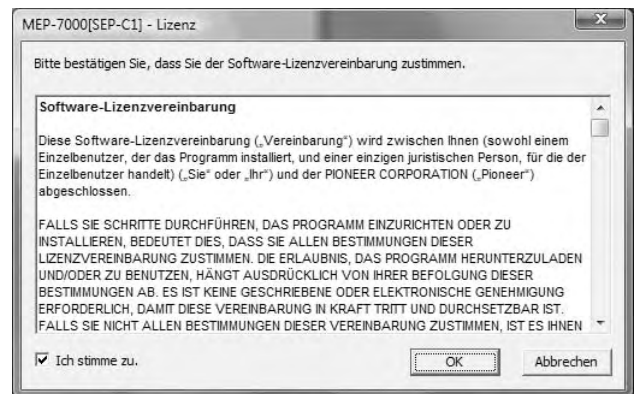 MEP-7000[SEP-C1] - Lizenz
Bitte bestätigen Sie, dass Sie der Software-Lizenzvereinbarung zustimmen.
Software-Lizenzvereinbarung
Diese Software-Lizenzvereinbarung („Vereinbarung“) wird zwischen Ihnen (sowohl einem
Einzelbenutzer, der das Programm installiert, und einer einzigen juristischen Person, für die der
Einzelbenutzer handelt) („Sie“ oder „Ihr“) und der PIONEER CORPORATION („Pioneer“)
abgeschlossen.
FALLS SIE SCHRITTE DURCHFÜHREN, DAS PROGRAMM EINZURICHTEN ODER ZU
INSTALLIEREN, BEDEUTET DIES, DASS SIE ALLEN BESTIMMUNGEN DIESER
LIZENZVEREINBARUNG ZUSTIMMEN. DIE ERLAUBNIS, DAS PROGRAMM HERUNTERZULADEN
UND/ODER ZU BENUTZEN, HÄNGT AUSDRÜCKLICH VON IHRER BEFOLGUNG DIESER
BESTIMMUNGEN AB. ES IST KEINE GESCHRIEBENE ODER ELEKTRONISCHE GENEHMIGUNG
ERFORDERLICH, DAMIT DIESE VEREINBARUNG IN KRAFT TRITT UND DURCHSETZBAR IST.
FALLS SIE NICHT ALLEN BESTIMMUNGEN DIESER VEREINBARUNG ZUSTIMMEN, IST ES IHNEN
Ich stimme zu.
OK
Abbrechen